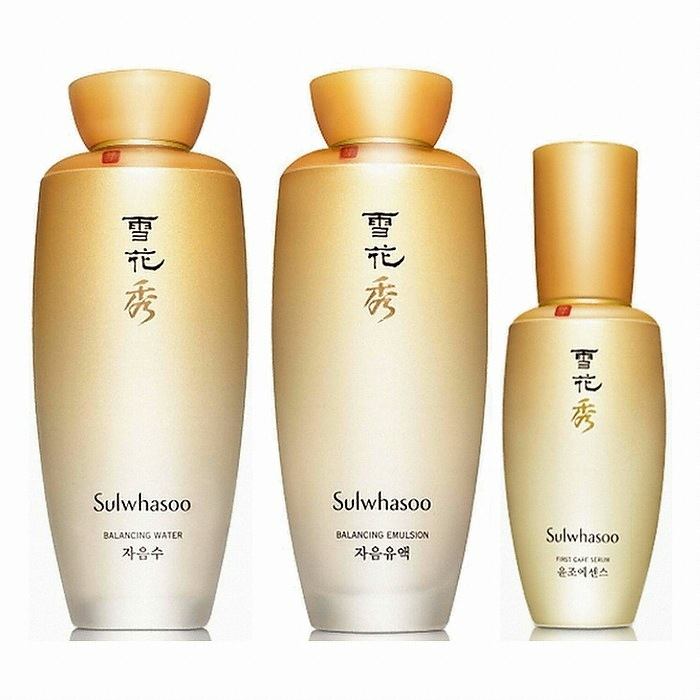 雪花秀
Sulwhasoo
BALANCING WATER
자음수
雪花秀
Sulwhasoo
BALANCING EMULSION
자음유액
雪花秀
Sulwhasoo
FIRST CARE SERUM
윤조에센스